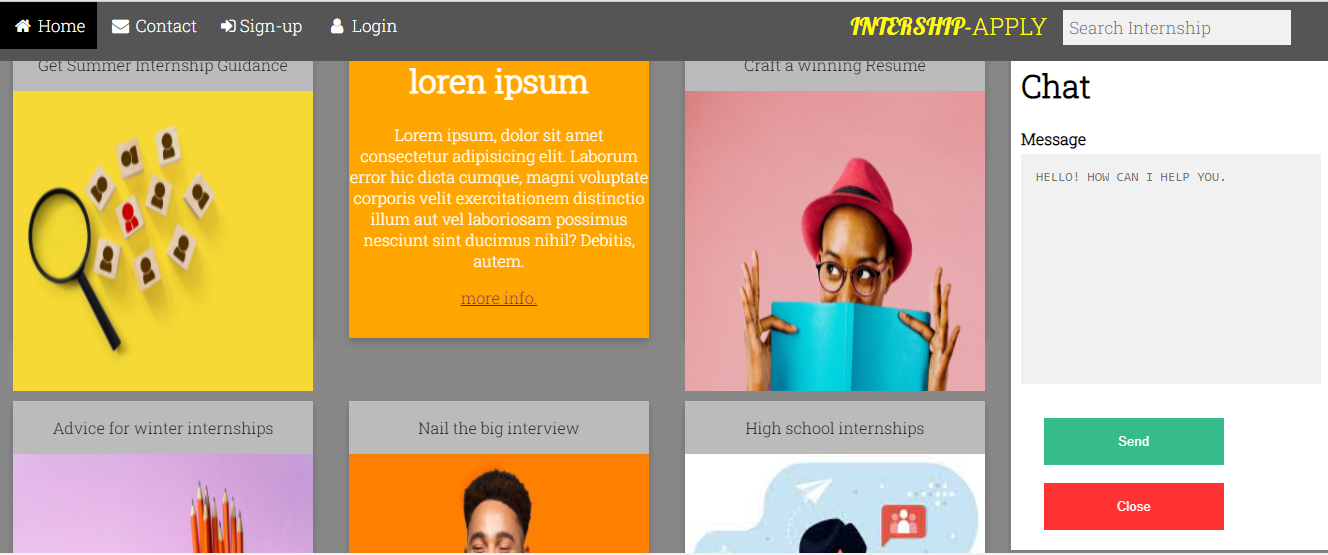 Home
Contact
Sign-up
Login
INTERSHIP-APPLY
Search Internship
Get Summer Internship Guidance
loren ipsum
Lorem ipsum, dolor sit amet
consectetur adipisicing elit. Laborum
error hic dicta cumque, magni voluptate
corporis velit exercitationem distinctio
illum aut vel laboriosam possimus
nesciunt sint ducimus nihil? Debitis,
autem.
more info.
Craft a winning Resume
Advice for winter internships
Nail the big interview
High school internships
Chat
Message
HELLO! HOW CAN I HELP YOU.
Send
Close